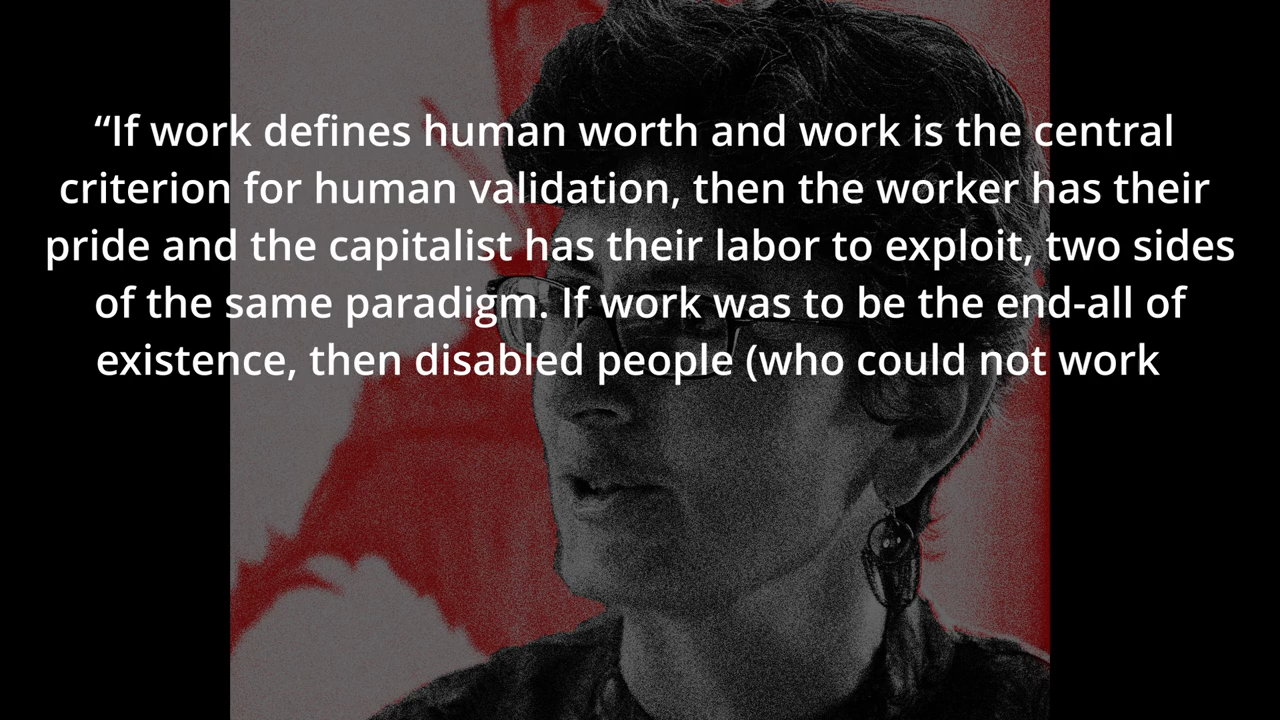 “If work defines human worth and work is the central
criterion for human validation, then the worker has their
pride and the capitalist has their labor to exploit, two sides
of the same paradigm. If work was to be the end-all of
existence, then disabled people (who could not work